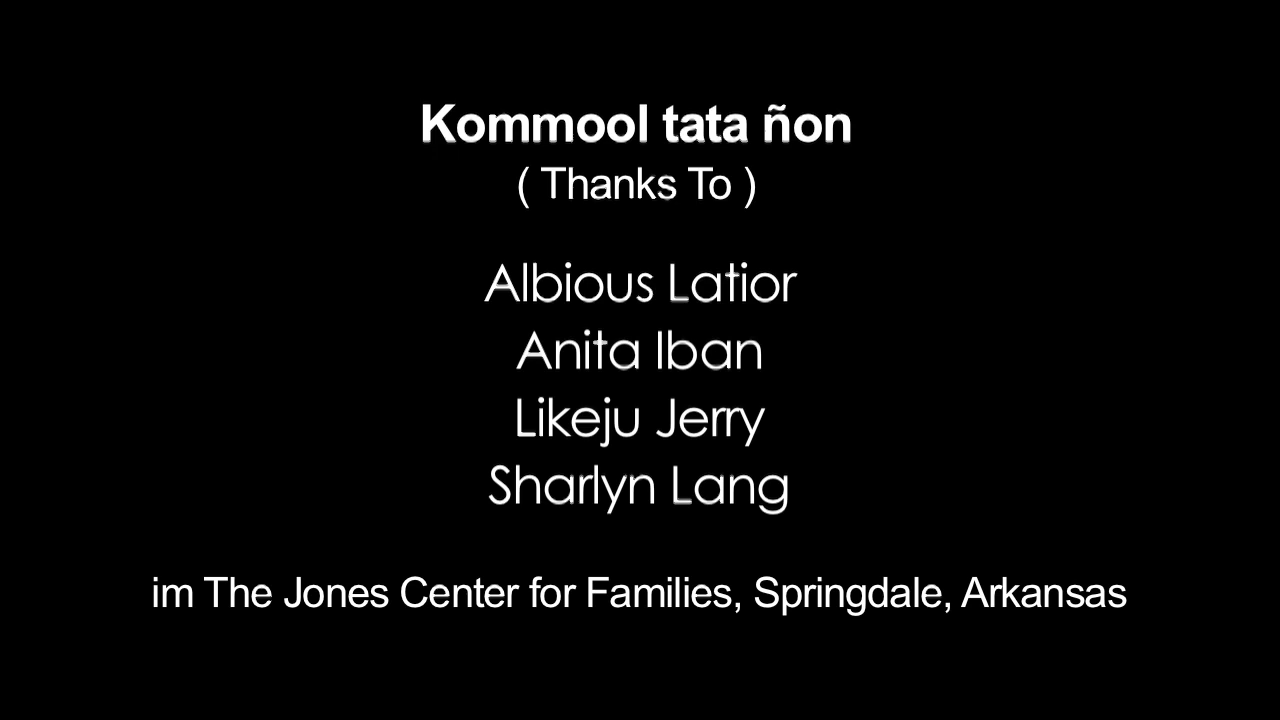 Kommool tata ñon
( Thanks To )
Albious Latior
Anita Iban
Likeju Jerry
Sharlyn Lang
im The Jones Center for Families, Springdale, Arkansas